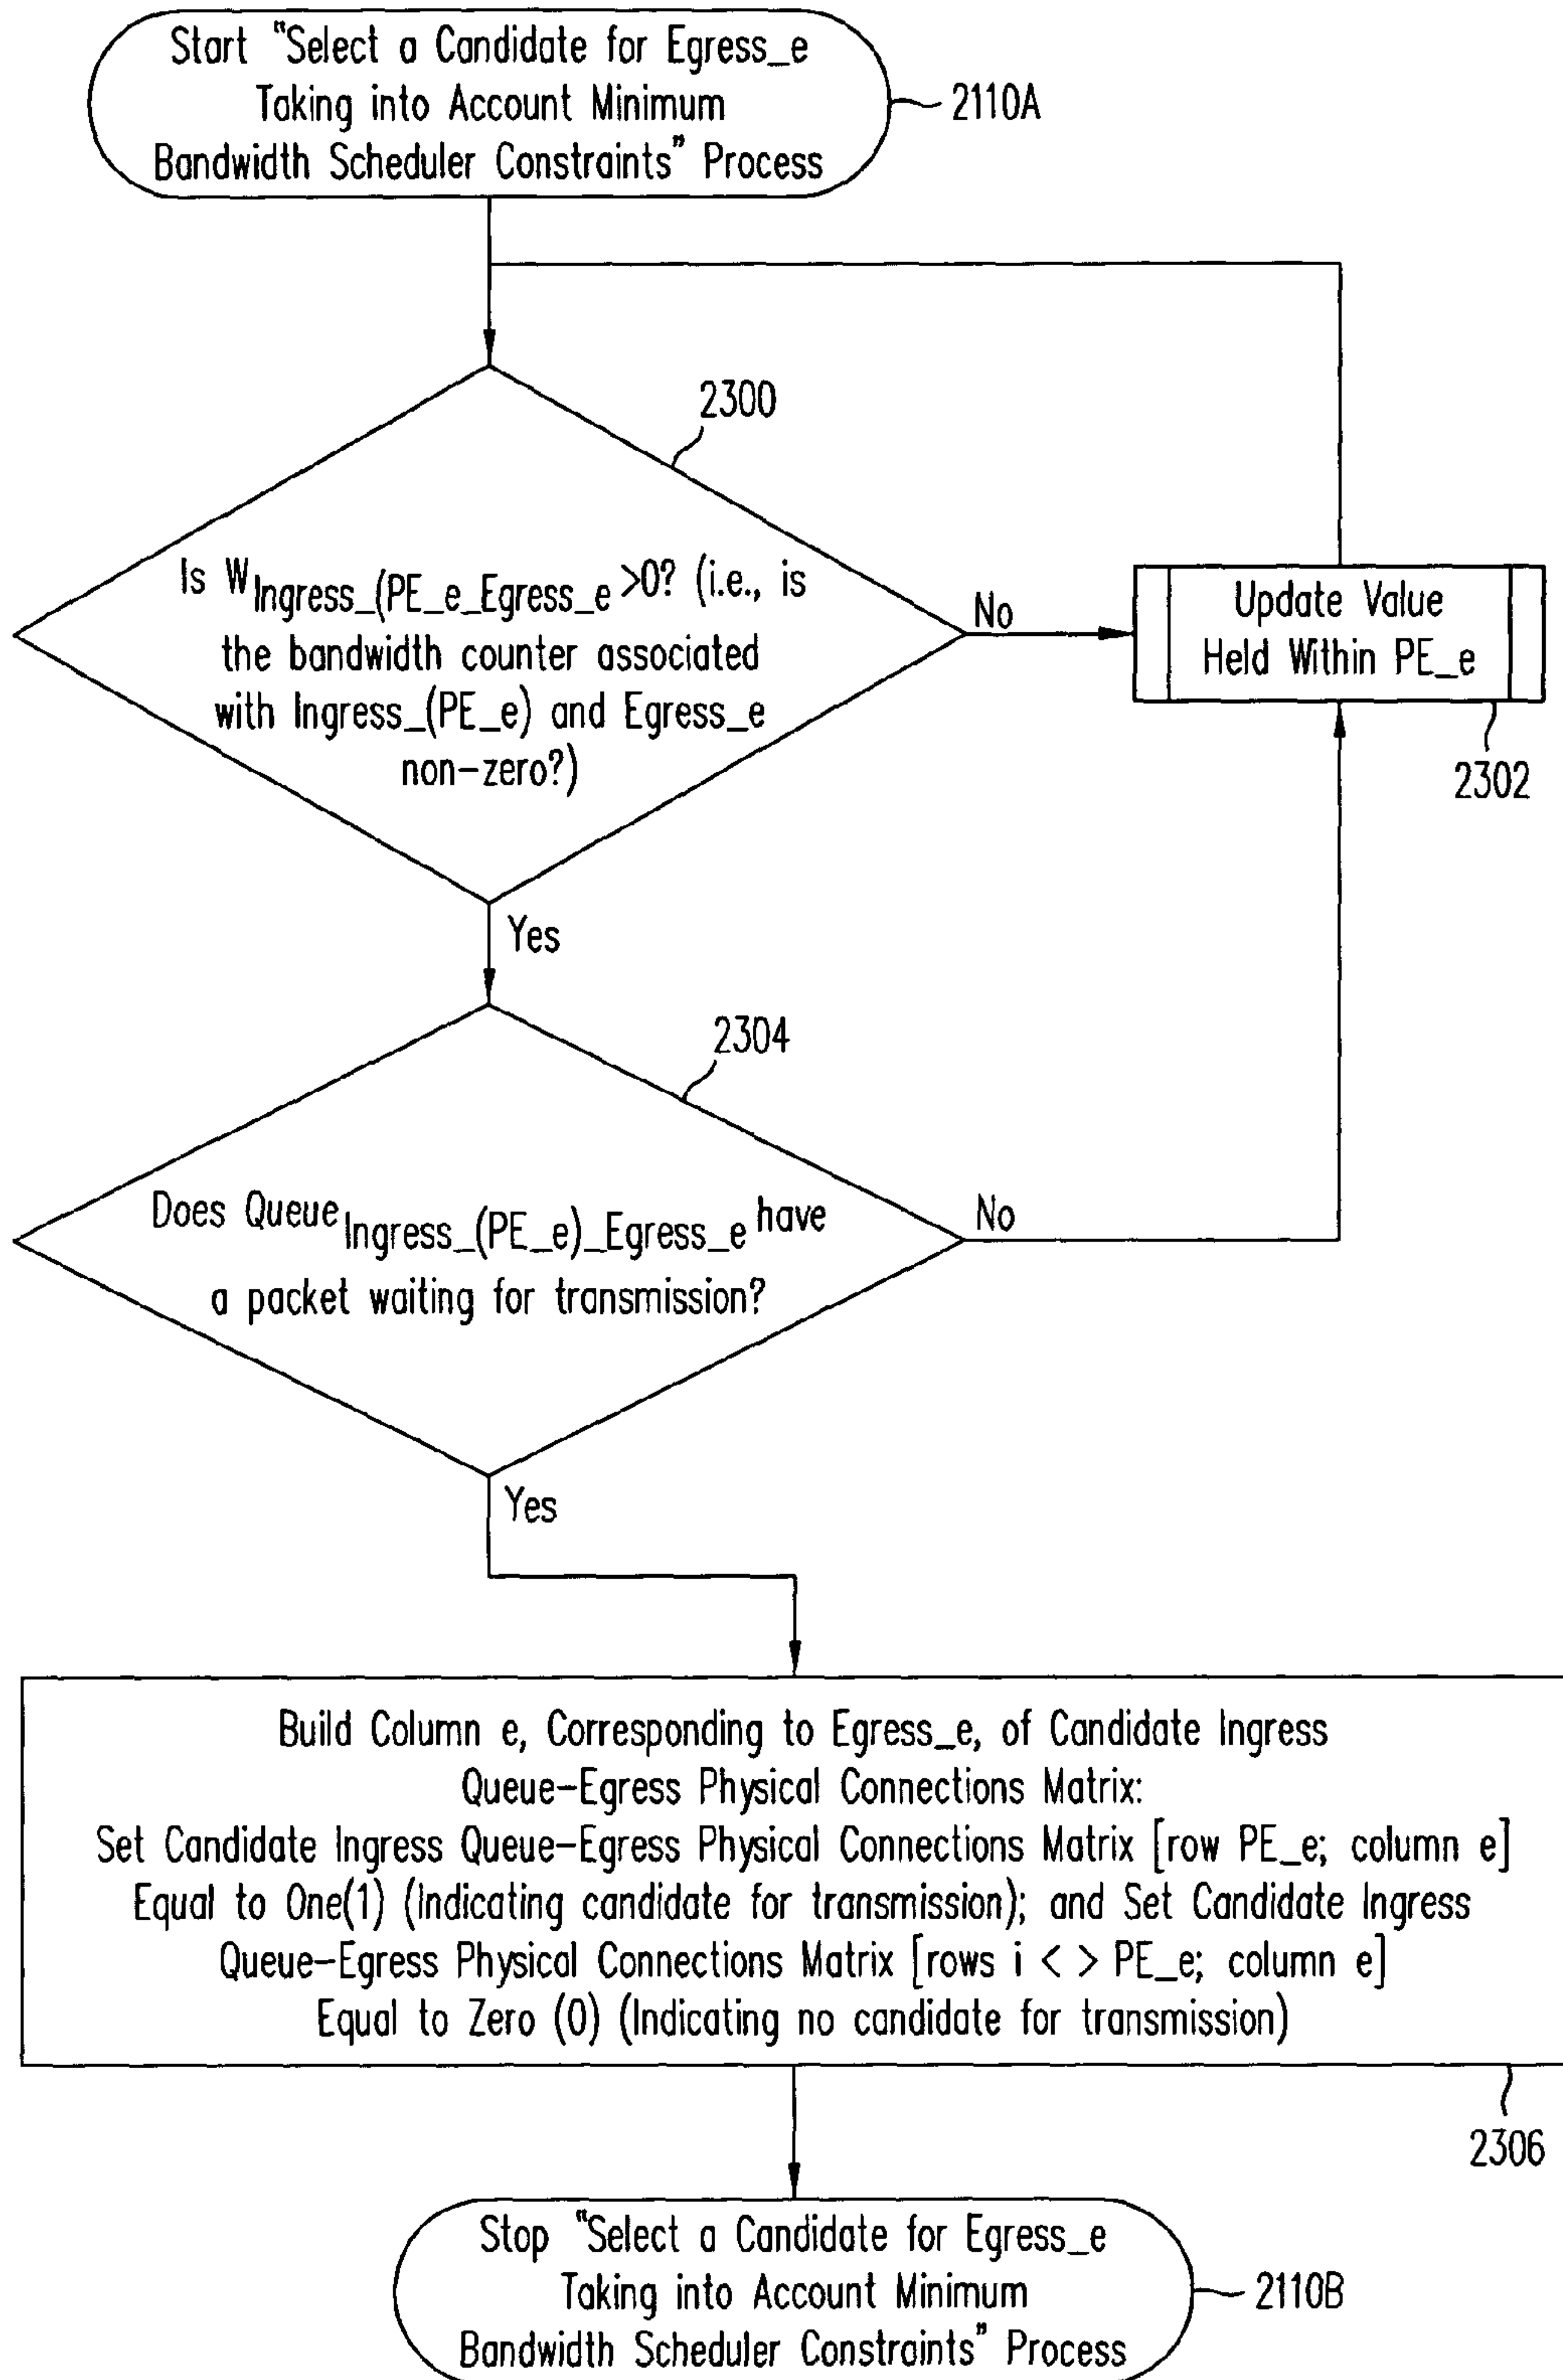 Start "Select a Candidate for Egress_e
Taking into Account Minimum
Bandwidth Scheduler Constraints" Process
2110A
2300
Is WIngress_(PE_e_Egress_e >0? (i.e., is
the bandwidth counter associated
with Ingress_(PE_e) and Egress_e
non-zero?)
No
Update Value
Held Within PE_e
2302
Yes
2304
Does QueueIngress_(PE_e)_Egress_e have
a packet waiting for transmission?
No
Yes
Build Column e, Corresponding to Egress_e, of Candidate Ingress
Queue-Egress Physical Connections Matrix:
Set Candidate Ingress Queue-Egress Physical Connections Matrix [row PE_e; column e]
Equal to One(1) (Indicating candidate for transmission); and Set Candidate Ingress
Queue-Egress Physical Connections Matrix [rows i < > PE_e; column e]
Equal to Zero (0) (Indicating no candidate for transmission)
2306
Stop "Select a Candidate for Egress_e
Taking into Account Minimum
Bandwidth Scheduler Constraints" Process
2110B